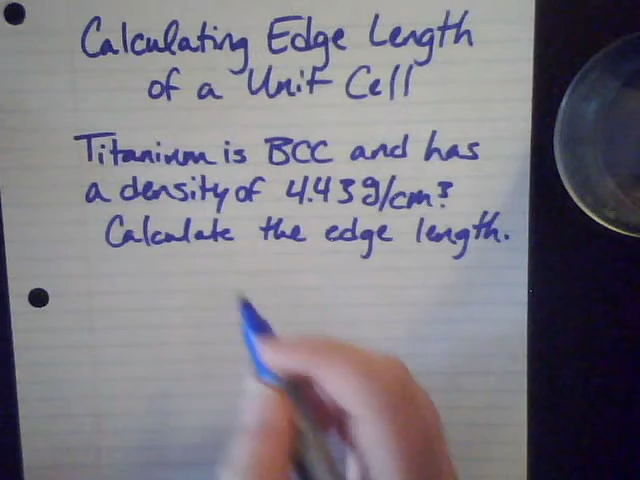 Calculating Edge Length
of a Unit Cell
Titanium is BCC and has
a density of 4.43 g/cm³.
Calculate the edge length.